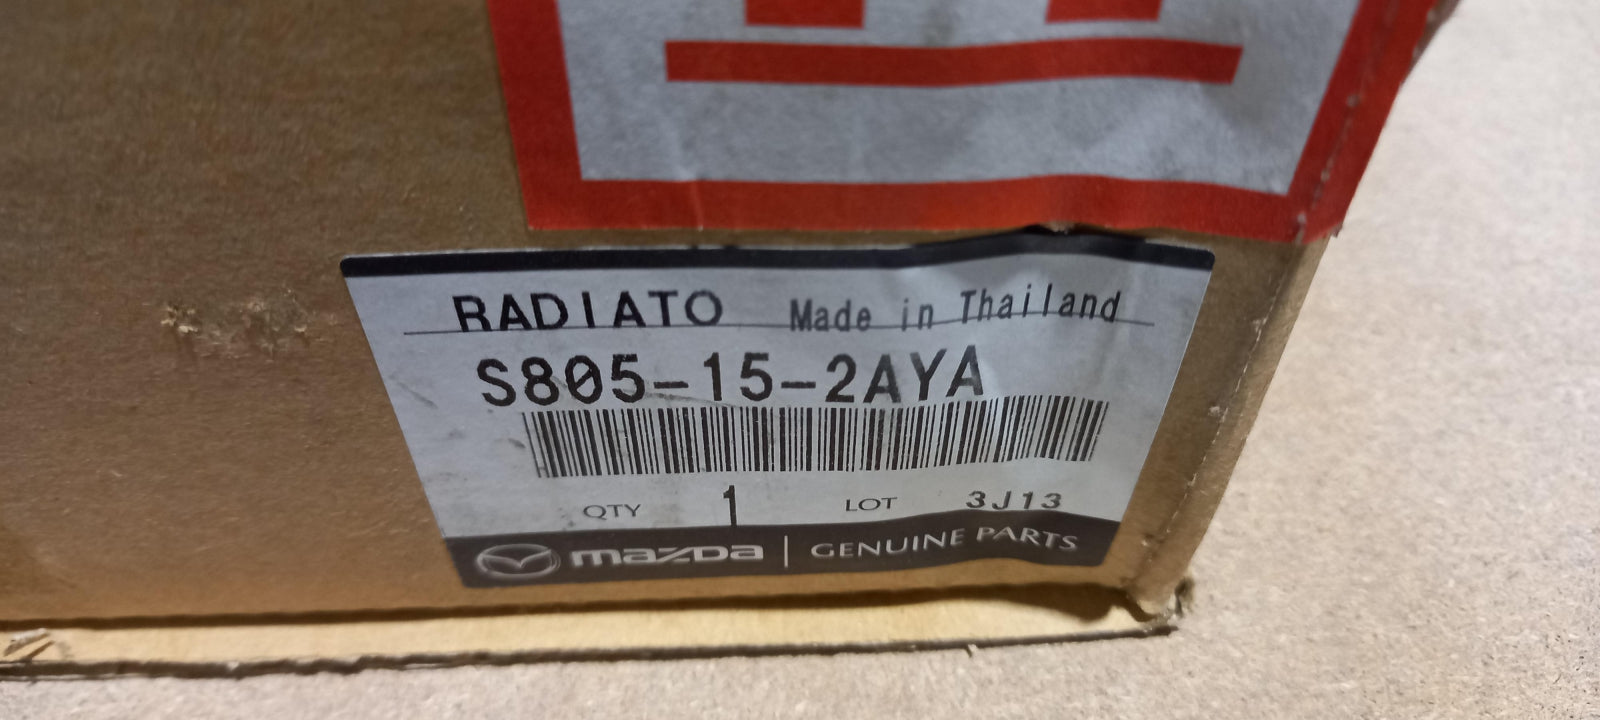 RADIATO Made in Thailand
S805-15-2AYA
QTY 1 LOT 3J13
mazda | GENUINE PARTS